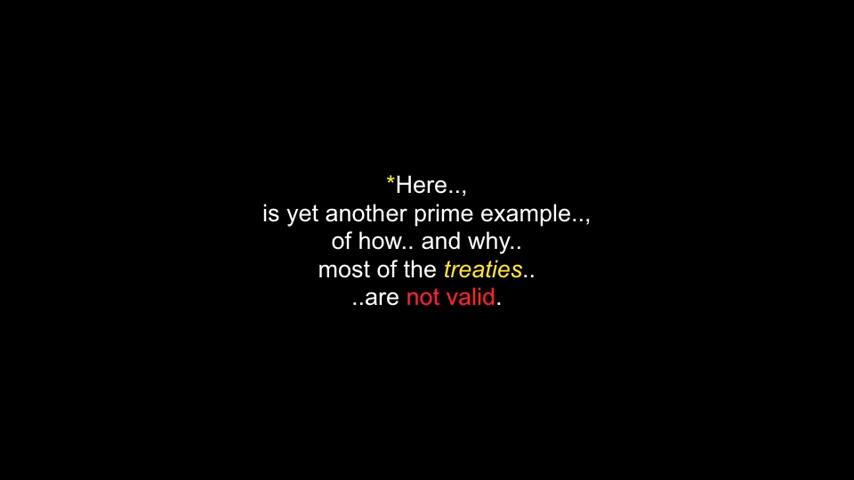 *Here..,
is yet another prime example..,
of how.. and why..
most of the treaties..
..are not valid.